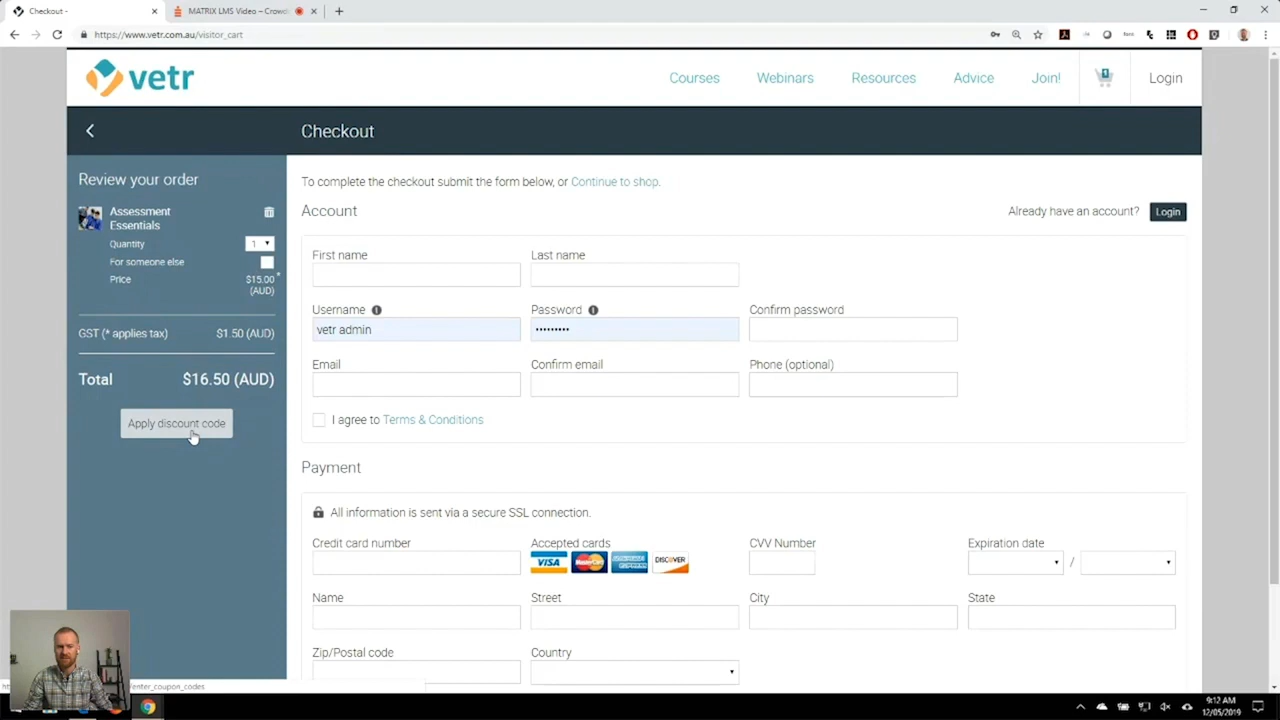 Checkout -
MATRIX LMS Video – Crowd
https://www.vetr.com.au/visitor_cart
vetr
Courses
Webinars
Resources
Advice
Join!
Login
Checkout
Review your order
Assessment
Essentials
Quantity
1
For someone else
Price
$15.00 *
(AUD)
GST (* applies tax)
$1.50 (AUD)
Total
$16.50 (AUD)
Apply discount code
To complete the checkout submit the form below, or Continue to shop.
Account
Already have an account?
Login
First name
Last name
Username
Password
Confirm password
vetr admin
•••••••••
Email
Confirm email
Phone (optional)
I agree to Terms & Conditions
Payment
All information is sent via a secure SSL connection.
Credit card number
Accepted cards
CVV Number
Expiration date
VISA
MasterCard
DISCOVER
/
Name
Street
City
State
Zip/Postal code
Country
enter_coupon_codes
9:12 AM
12/05/2019